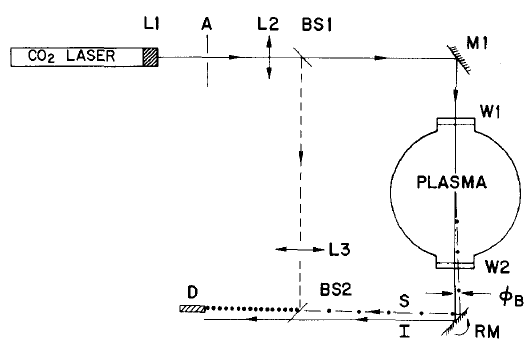 L1 A L2 BS1 M1
CO₂ LASER
W1
PLASMA
L3
W2
D BS2 S ϕB
I RM